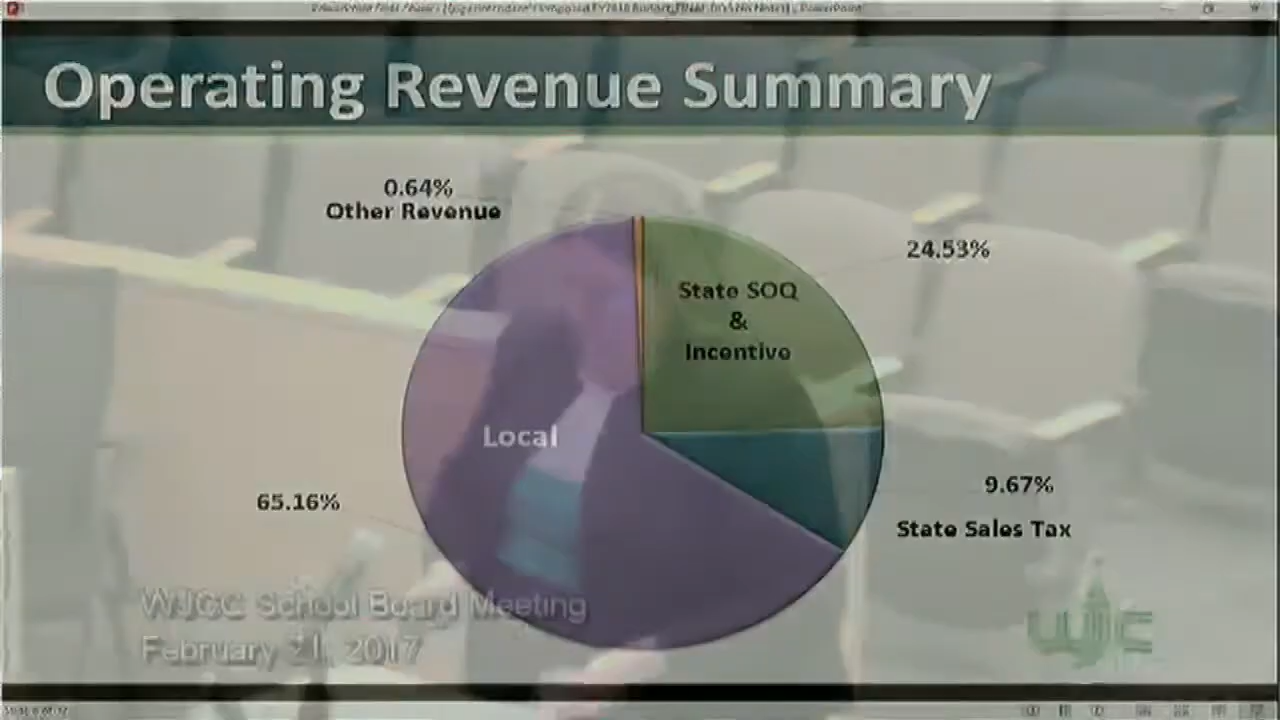 Operating Revenue Summary
0.64%
Other Revenue
24.53%
State SOQ
&
Incentive
Local
9.67%
State Sales Tax
65.16%
WJCC School Board Meeting
February 21, 2017
wjcc